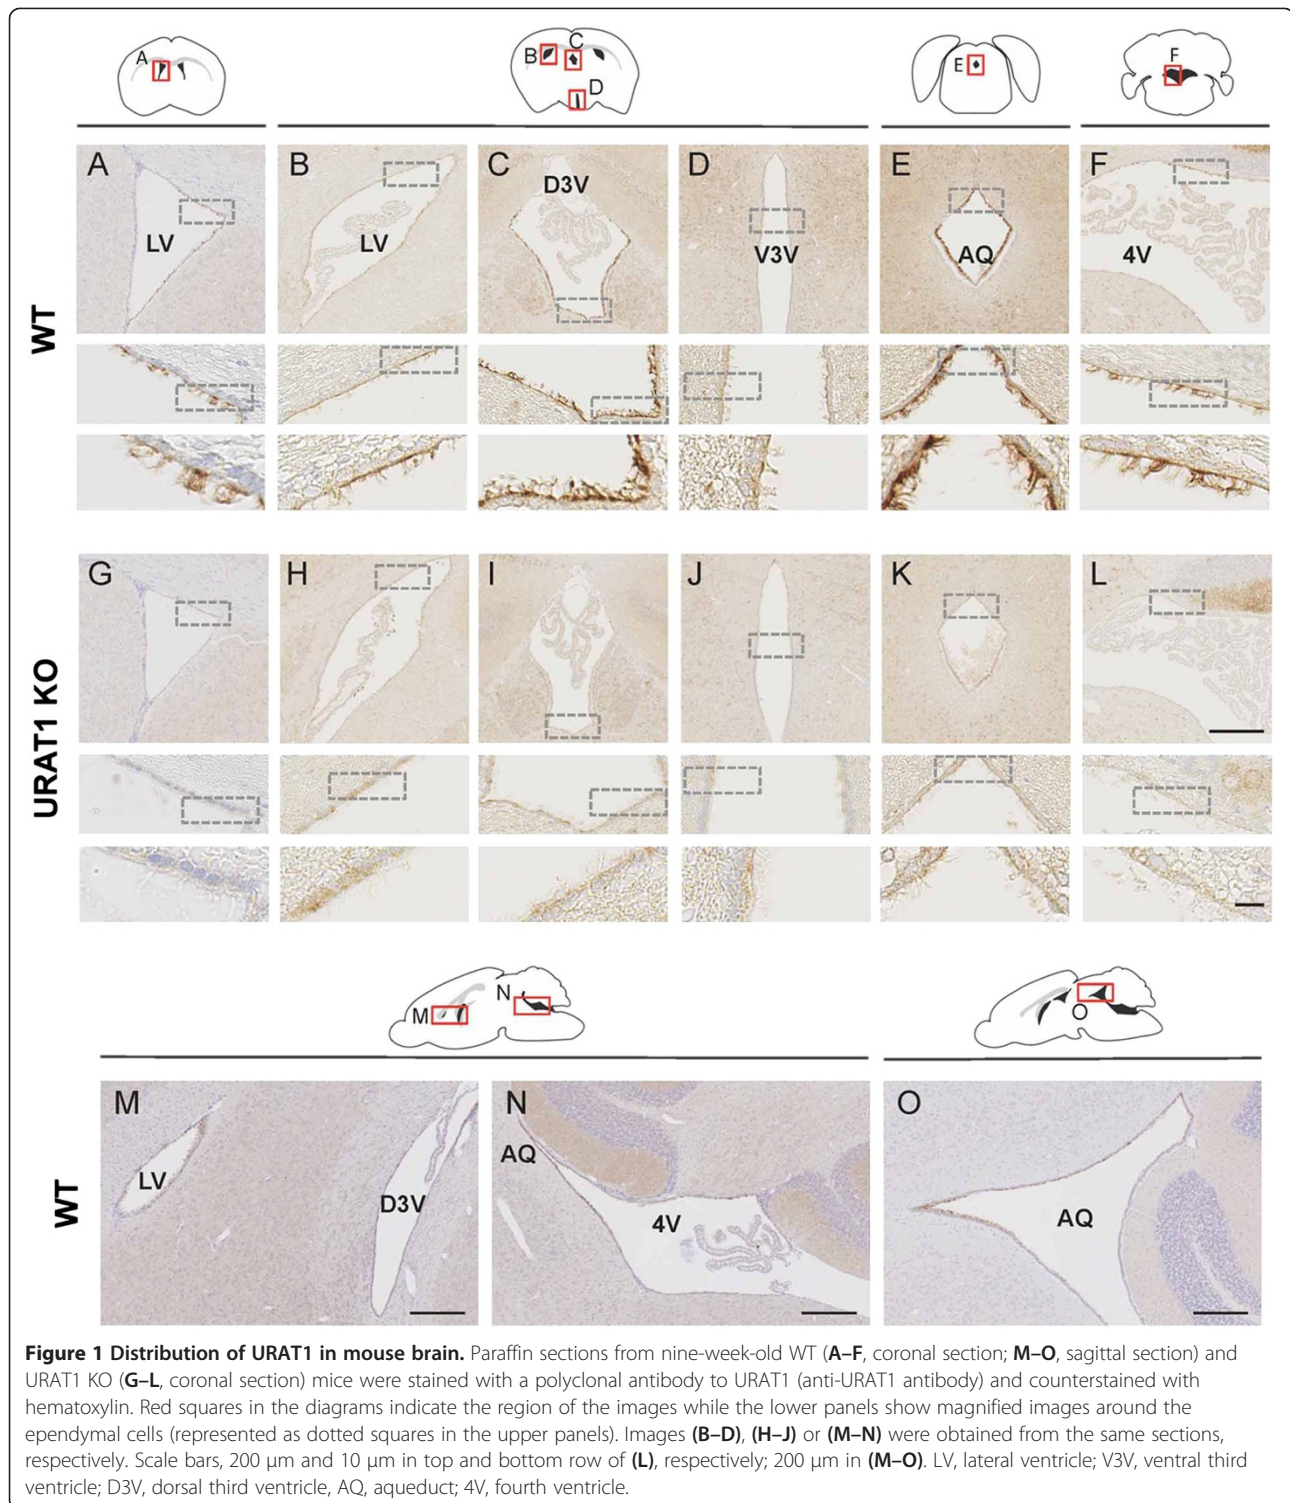 A
B
C
D
E
F
A
B
C
D
E
F
LV
LV
D3V
V3V
AQ
4V
WT
G
H
I
J
K
L
URAT1 KO
M
N
O
M
N
O
LV
D3V
AQ
4V
AQ
WT
Figure 1 Distribution of URAT1 in mouse brain. Paraffin sections from nine-week-old WT (A–F, coronal section; M–O, sagittal section) and
URAT1 KO (G–L, coronal section) mice were stained with a polyclonal antibody to URAT1 (anti-URAT1 antibody) and counterstained with
hematoxylin. Red squares in the diagrams indicate the region of the images while the lower panels show magnified images around the
ependymal cells (represented as dotted squares in the upper panels). Images (B–D), (H–J) or (M–N) were obtained from the same sections,
respectively. Scale bars, 200 μm and 10 μm in top and bottom row of (L), respectively; 200 μm in (M–O). LV, lateral ventricle; V3V, ventral third
ventricle; D3V, dorsal third ventricle, AQ, aqueduct; 4V, fourth ventricle.